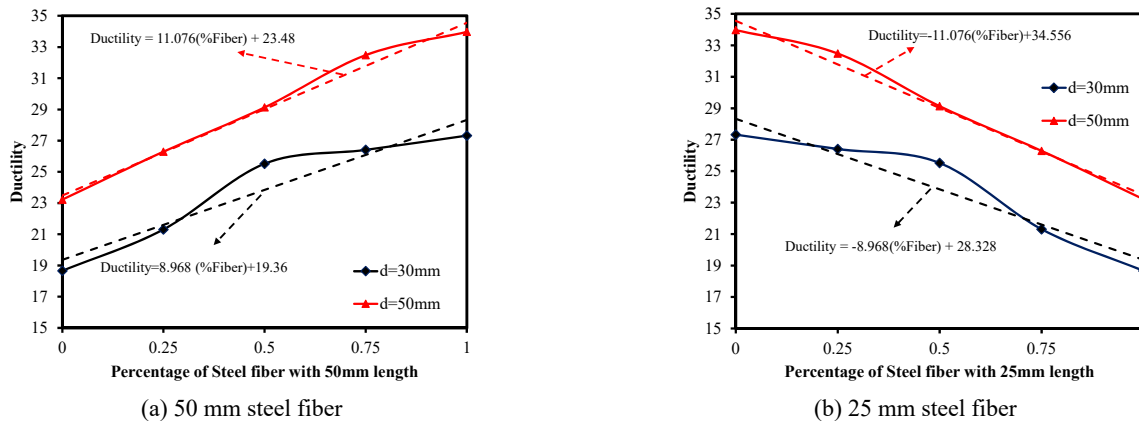 35
33
31
29
27
25
23
21
19
17
15
Ductility
Ductility = 11.076(%Fiber) + 23.48
Ductility=8.968 (%Fiber)+19.36
d=30mm
d=50mm
0 0.25 0.5 0.75 1
Percentage of Steel fiber with 50mm length
(a) 50 mm steel fiber
35
33
31
29
27
25
23
21
19
17
15
Ductility
Ductility=-11.076(%Fiber)+34.556
d=30mm
d=50mm
Ductility = -8.968(%Fiber) + 28.328
0 0.25 0.5 0.75
Percentage of Steel fiber with 25mm length
(b) 25 mm steel fiber